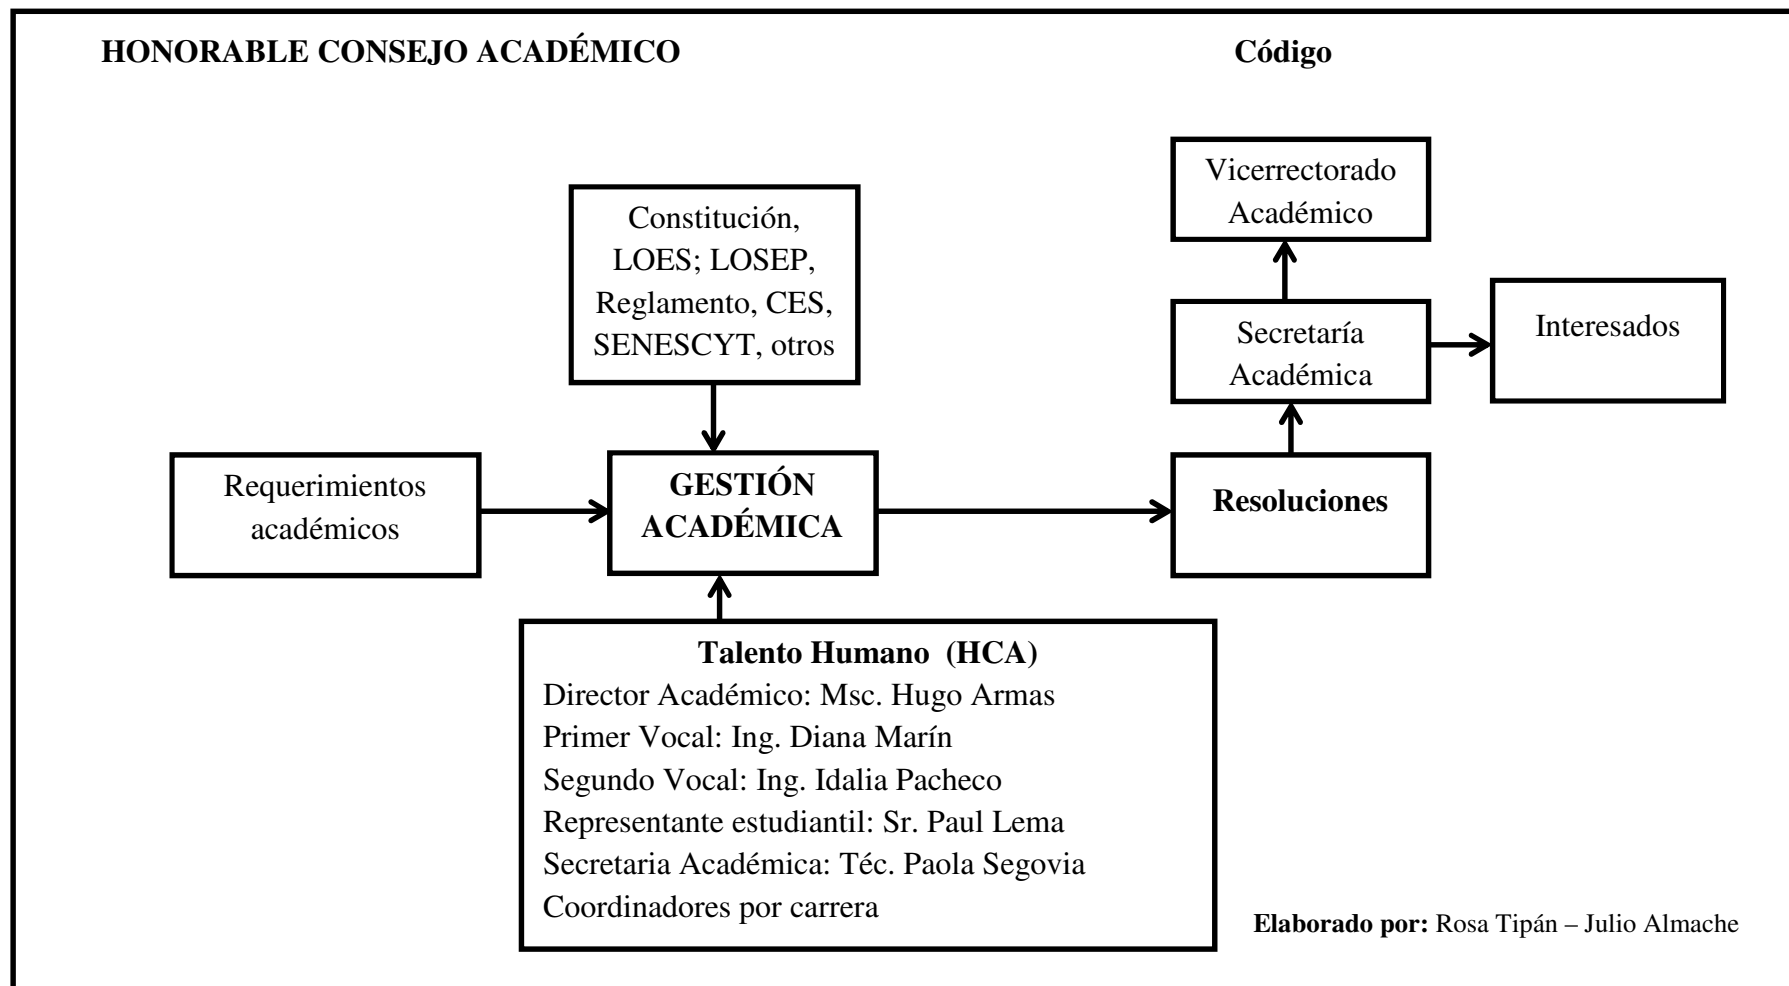 HONORABLE CONSEJO ACADÉMICO
Código
Vicerrectorado
Académico
Constitución,
LOES; LOSEP,
Reglamento, CES,
SENESCYT, otros
Secretaría
Académica
Interesados
Requerimientos
académicos
GESTIÓN
ACADÉMICA
Resoluciones
Talento Humano (HCA)
Director Académico: Msc. Hugo Armas
Primer Vocal: Ing. Diana Marín
Segundo Vocal: Ing. Idalia Pacheco
Representante estudiantil: Sr. Paul Lema
Secretaria Académica: Téc. Paola Segovia
Coordinadores por carrera
Elaborado por: Rosa Tipán – Julio Almache